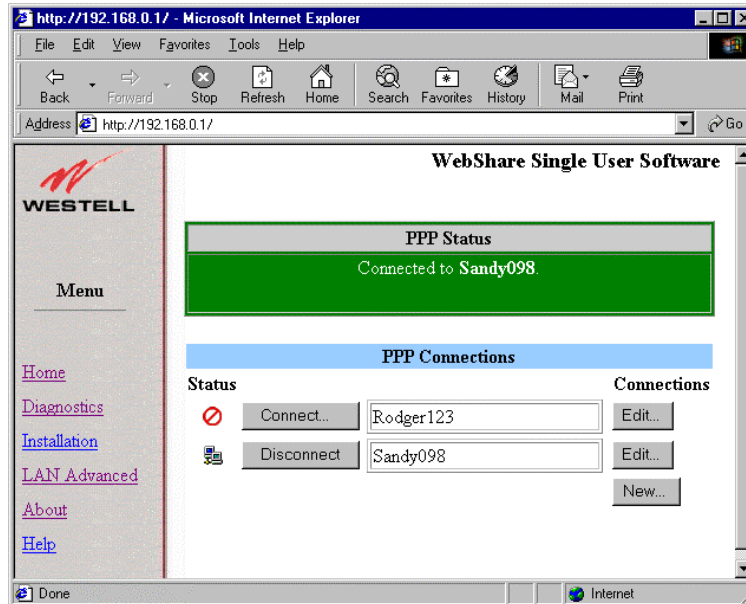 http://192.168.0.1/ - Microsoft Internet Explorer
File Edit View Favorites Tools Help
Back Forward Stop Refresh Home Search Favorites History Mail Print
Address http://192.168.0.1/ Go
WESTELL
WebShare Single User Software
PPP Status
Connected to Sandy098.
Menu
Home
Diagnostics
Installation
LAN Advanced
About
Help
PPP Connections
Status Connections
Connect... Rodger123 Edit...
Disconnect Sandy098 Edit...
New...
Done Internet